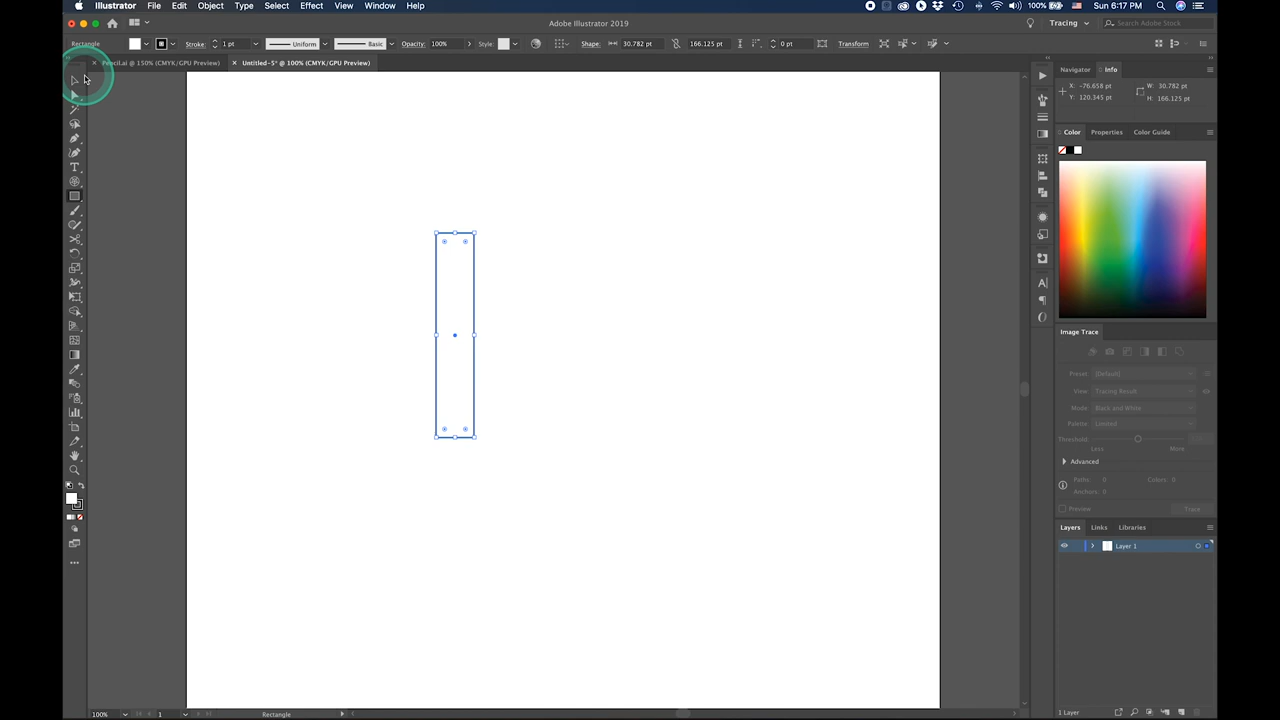 Illustrator File Edit Object Type Select Effect View Window Help 100% Sun 6:17 PM
Adobe Illustrator 2019 Tracing Search Adobe Stock
Rectangle Stroke: 1 pt Uniform Basic Opacity: 100% Style Shape: 30.782 pt 166.125 pt 0 pt Transform
Pencil.ai @ 150% (CMYK/GPU Preview) Untitled-5* @ 100% (CMYK/GPU Preview)
Navigator Info
X: -76.658 pt W: 30.782 pt
Y: 120.345 pt H: 166.125 pt
Color Properties Color Guide
Image Trace
Preset: [Default]
View: Tracing Result
Mode: Black and White
Palette: Limited
Threshold:
Less More
Advanced
Paths: 0 Colors: 0
Anchors: 0
Preview Trace
Layers Links Libraries
Layer 1
100% 1 Rectangle 1 Layer